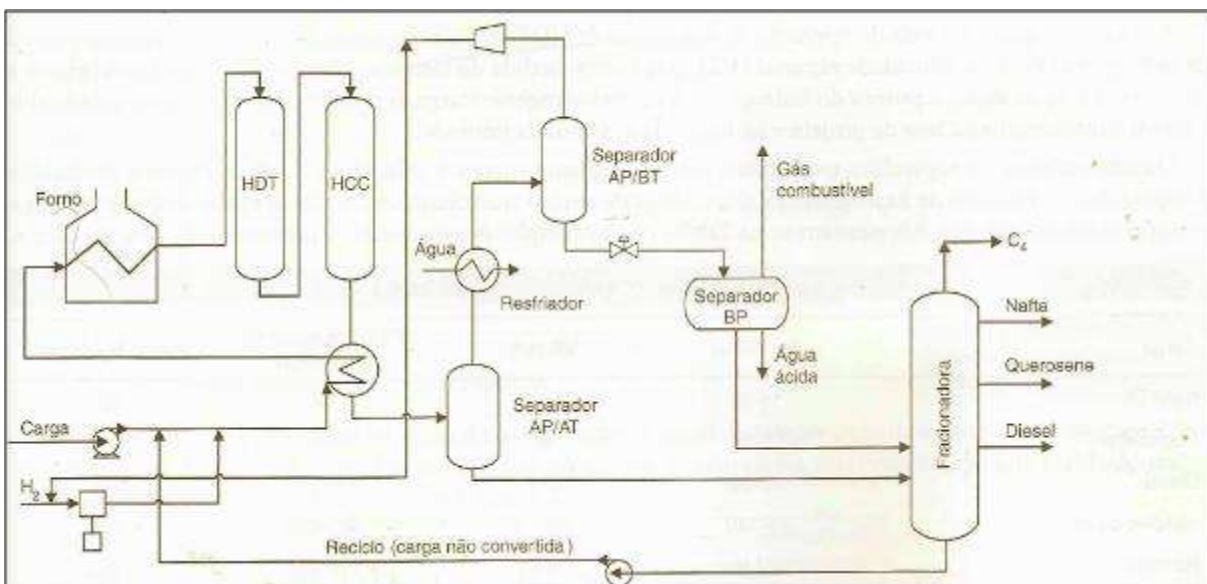 Separador
AP/BT
HDT
HCC
Forno
Gás
combustível
C₄
Água
Resfriador
Separador
BP
Nafta
Água
ácida
Querosene
Separador
AP/AT
Fracionadora
Diesel
Carga
H₂
Reciclo (carga não convertida)